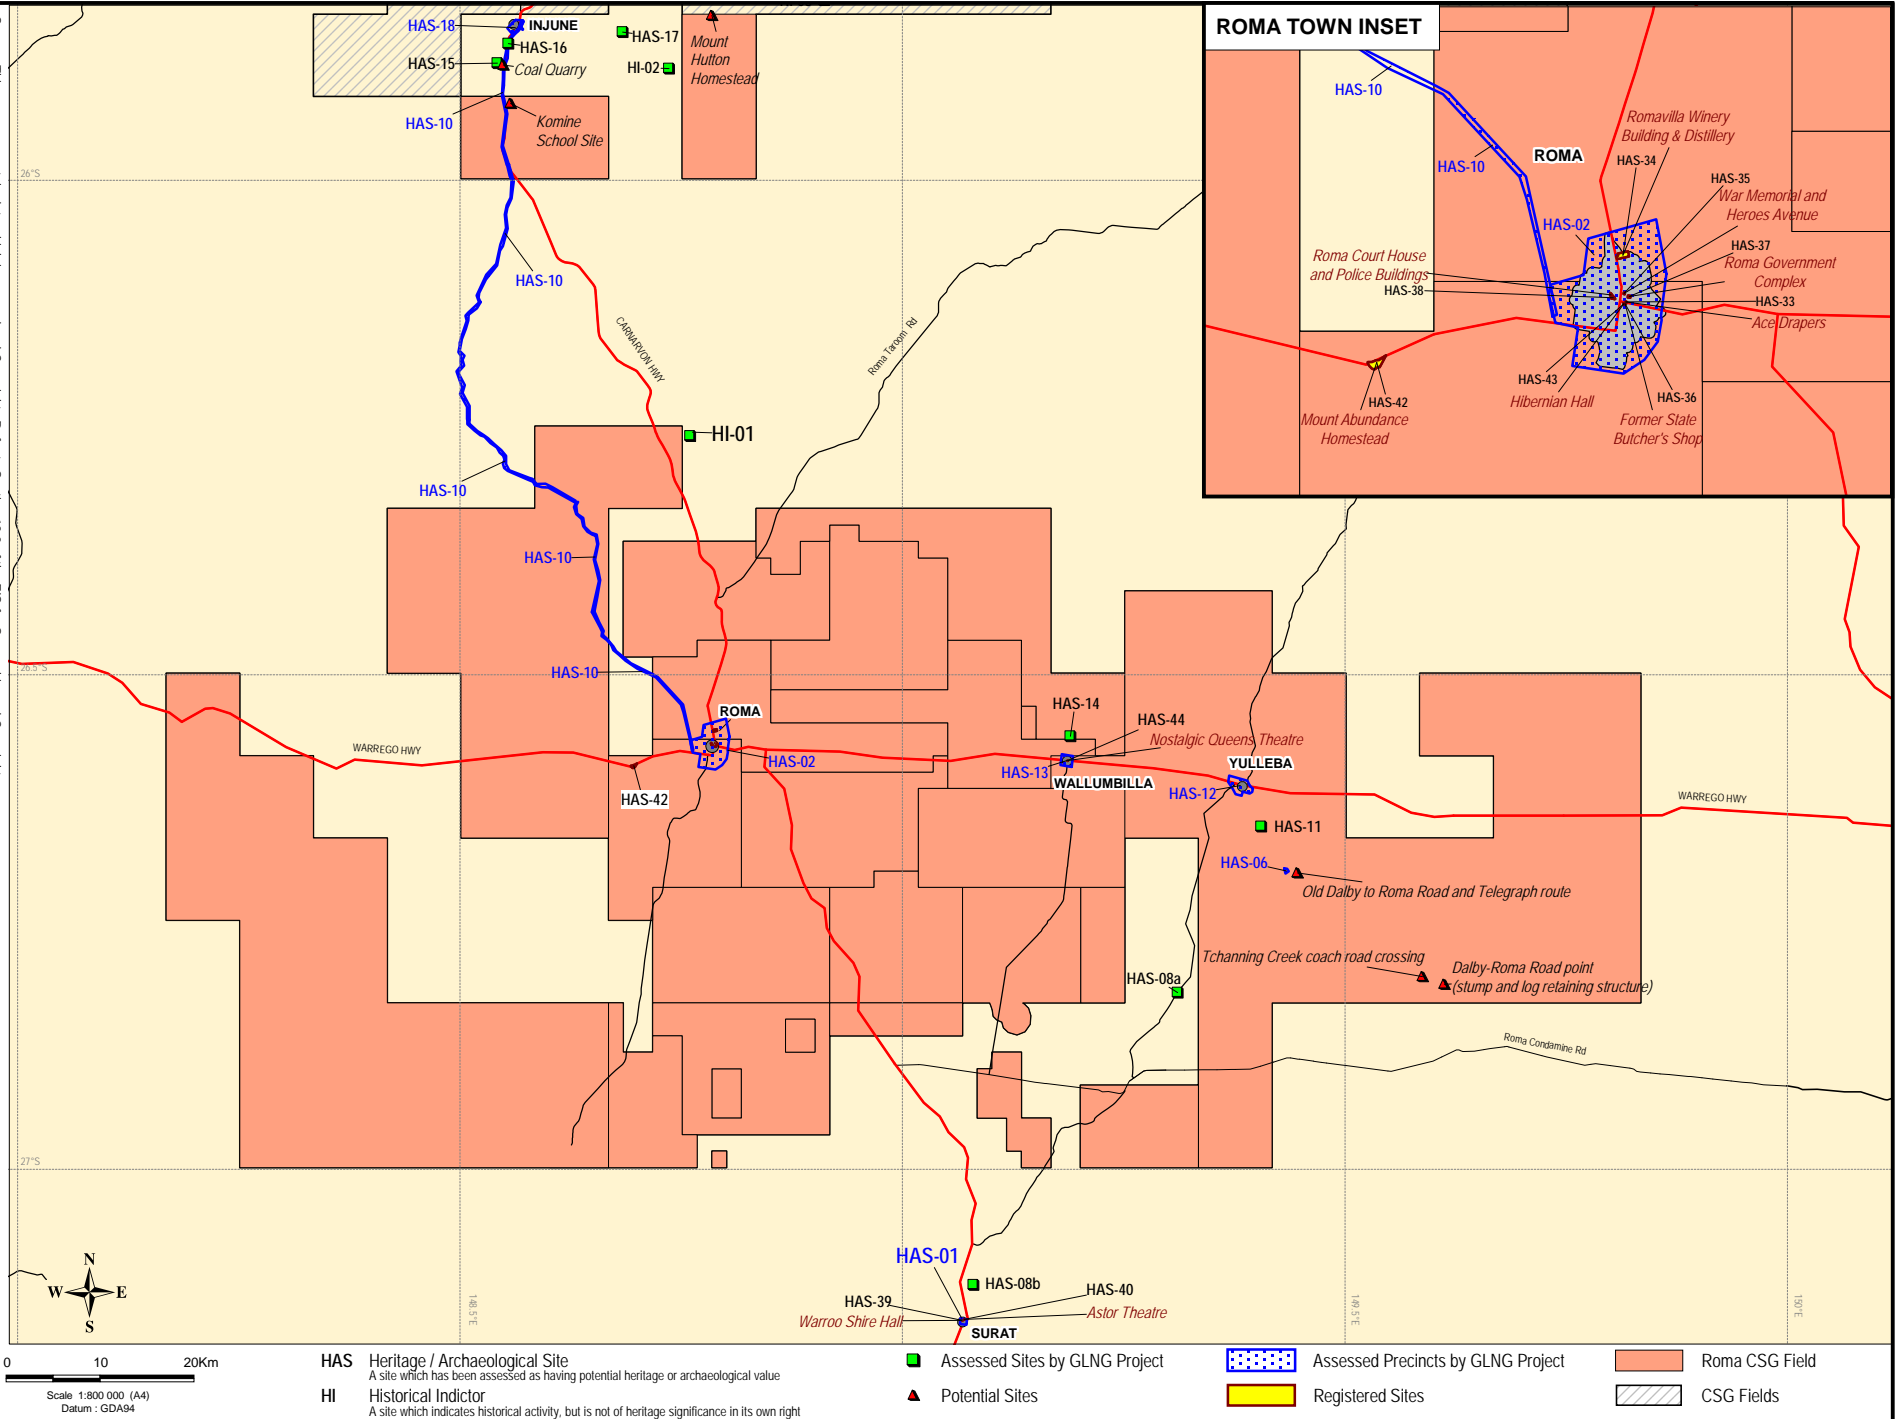 HAS-18
INJUNE
HAS-16
HAS-17
HAS-15
Coal Quarry
HI-02
Mount
Hutton
Homestead
HAS-10
Komine
School Site
26°S
HAS-10
CARNARVON HWY
Roma Taroom Rd
HI-01
HAS-10
HAS-10
26.5°S
HAS-10
ROMA
HAS-14
HAS-44
Nostalgic Queens Theatre
WARREGO HWY
HAS-02
HAS-13
WALLUMBILLA
YULLEBA
HAS-12
HAS-42
WARREGO HWY
HAS-11
HAS-06
Old Dalby to Roma Road and Telegraph route
Tchanning Creek coach road crossing
Dalby-Roma Road point
(stump and log retaining structure)
HAS-08a
Roma Condamine Rd
27°S
HAS-01
HAS-08b
HAS-39
HAS-40
Warroo Shire Hall
Astor Theatre
SURAT
N
W
E
S
148.5°E
149.5°E
150°E
ROMA TOWN INSET
HAS-10
Romavilla Winery
Building & Distillery
ROMA
HAS-34
HAS-10
HAS-35
War Memorial and
Heroes Avenue
HAS-02
HAS-37
Roma Court House
and Police Buildings
Roma Government
Complex
HAS-38
HAS-33
Ace Drapers
HAS-43
Hibernian Hall
HAS-36
HAS-42
Mount Abundance
Homestead
Former State
Butcher's Shop
0 10 20Km
Scale 1:800 000 (A4)
Datum : GDA94
HAS Heritage / Archaeological Site
A site which has been assessed as having potential heritage or archaeological value
HI Historical Indictor
A site which indicates historical activity, but is not of heritage significance in its own right
Assessed Sites by GLNG Project
Potential Sites
Assessed Precincts by GLNG Project
Registered Sites
Roma CSG Field
CSG Fields